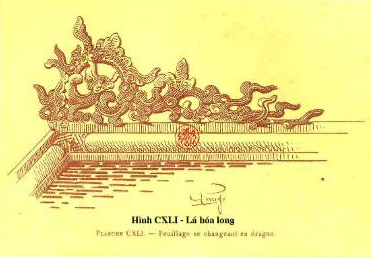 Hình CXLI - Lá hóa long
PLANCHE CXLI. — Feuillage se changeant en dragon.